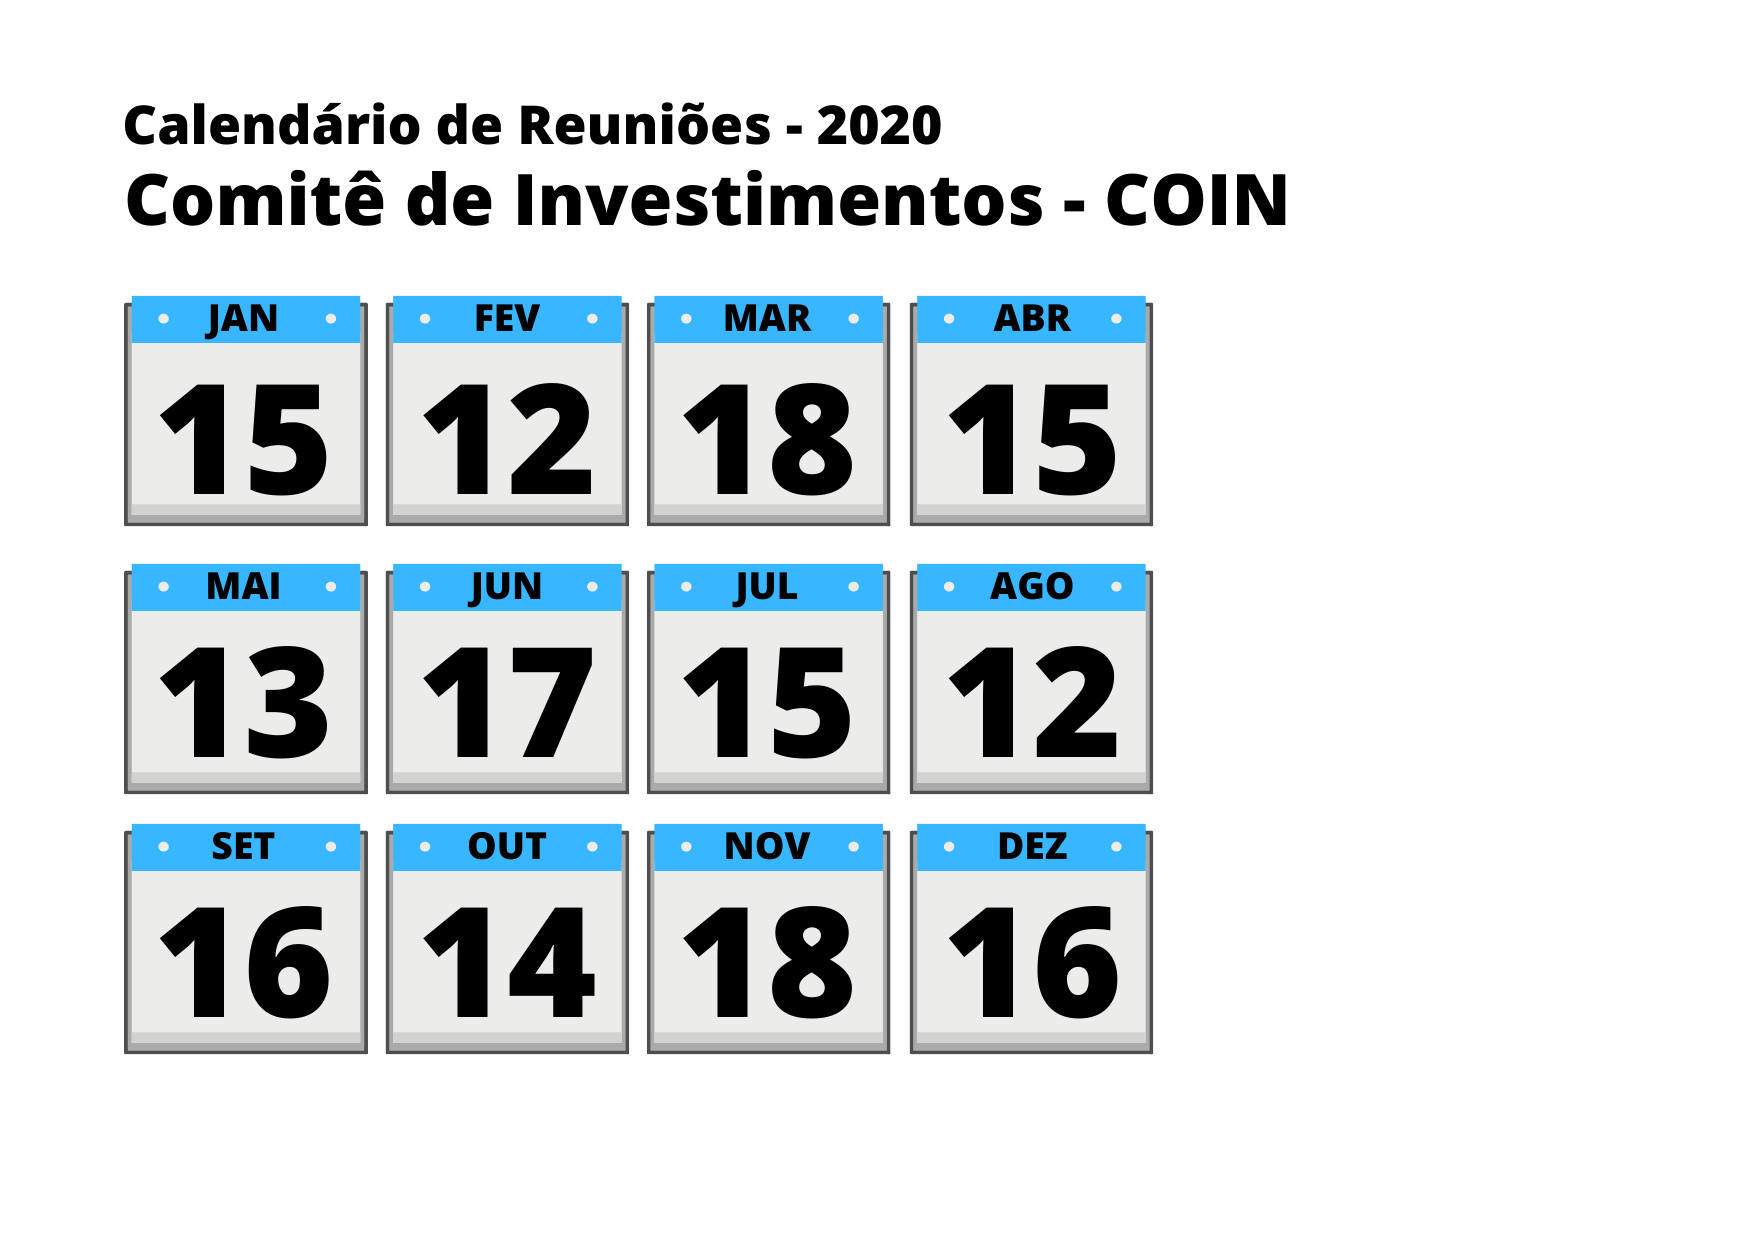 Calendário de Reuniões - 2020
Comitê de Investimentos - COIN
JAN FEV MAR ABR
15 12 18 15
MAI JUN JUL AGO
13 17 15 12
SET OUT NOV DEZ
16 14 18 16